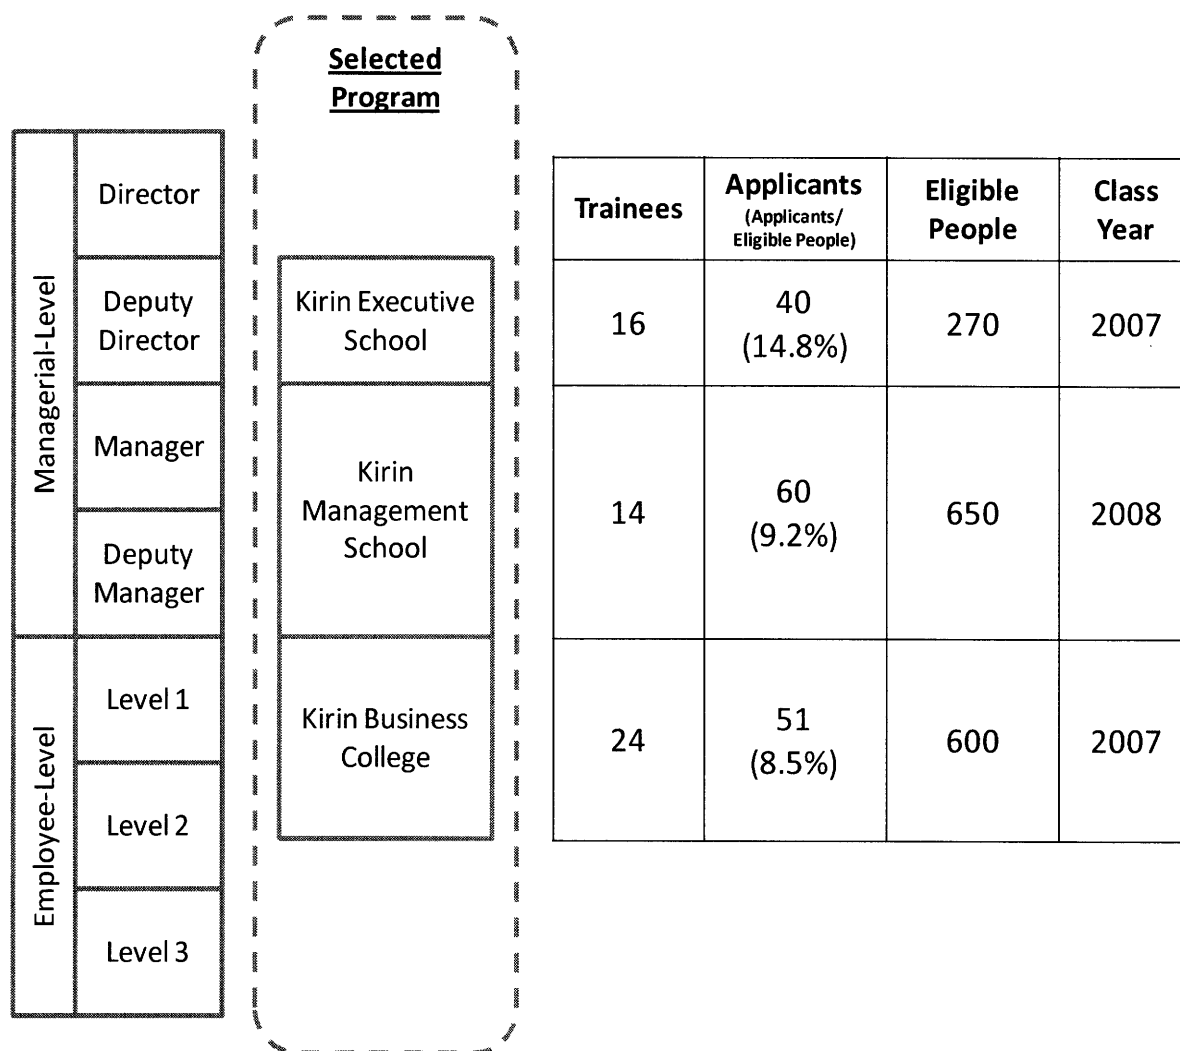 Selected
Program
Managerial-Level
Director
Deputy
Director
Manager
Deputy
Manager
Employee-Level
Level 1
Level 2
Level 3
Kirin Executive
School
Kirin
Management
School
Kirin Business
College
Trainees
Applicants
(Applicants/
Eligible People)
Eligible
People
Class
Year
16
40
(14.8%)
270
2007
14
60
(9.2%)
650
2008
24
51
(8.5%)
600
2007